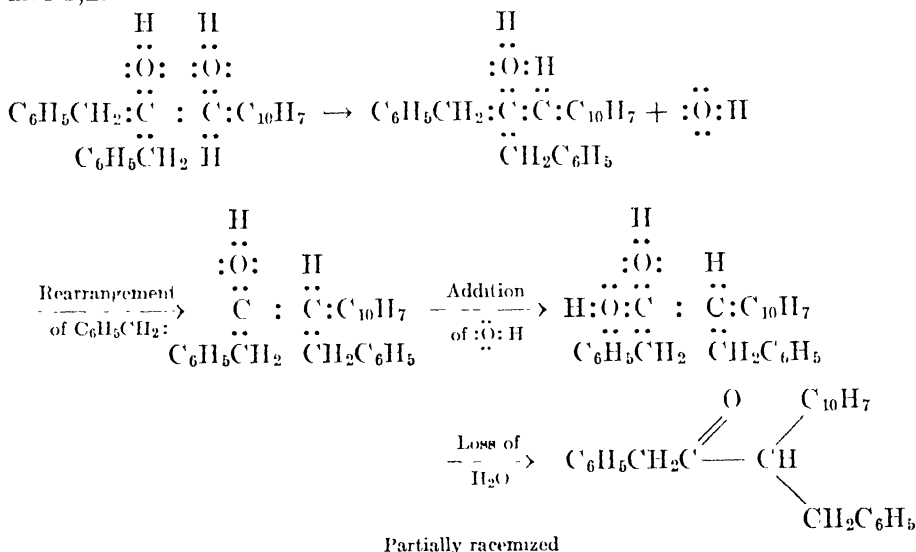 H H
:Ö: :Ö:
C₆H₅CH₂:C : C:C₁₀H₇ → C₆H₅CH₂:C:C:C₁₀H₇ + :Ö:H
C₆H₅CH₂ H
H
:O:H
CH₂C₆H₅
H
:O: H
Rearrangement
of C₆H₅CH₂:
C : C:C₁₀H₇
C₆H₅CH₂ CH₂C₆H₅
Addition
of :O:H
H
:O: H
H:O:C : C:C₁₀H₇
C₆H₅CH₂ CH₂C₆H₅
O C₁₀H₇
Loss of
H₂O
C₆H₅CH₂C — CH
CH₂C₆H₅
Partially racemized